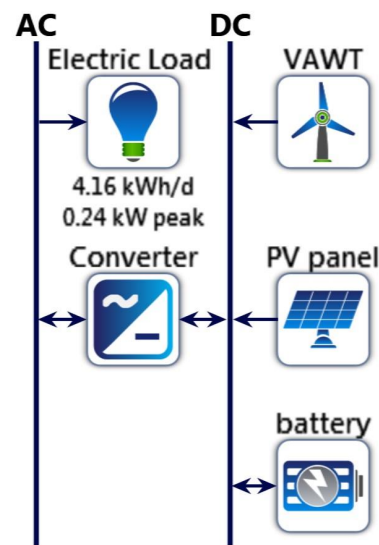 AC
DC
Electric Load
VAWT
4.16 kWh/d
0.24 kW peak
Converter
PV panel
battery